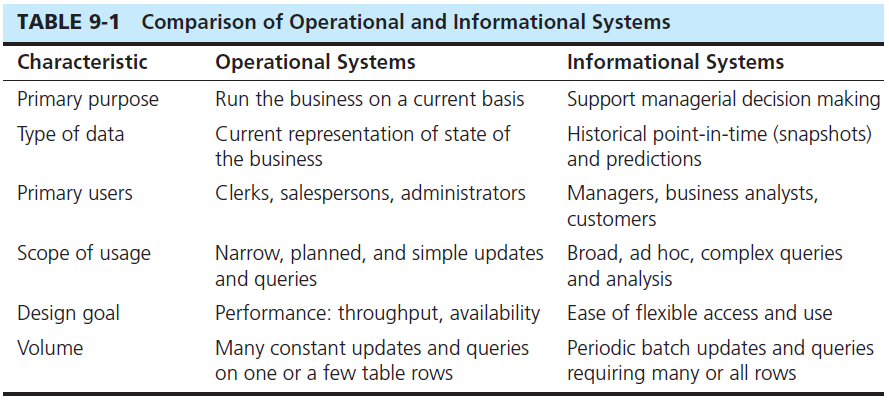 TABLE 9-1 Comparison of Operational and Informational Systems
Characteristic Operational Systems Informational Systems
Primary purpose Run the business on a current basis Support managerial decision making
Type of data Current representation of state of Historical point-in-time (snapshots)
the business and predictions
Primary users Clerks, salespersons, administrators Managers, business analysts,
customers
Scope of usage Narrow, planned, and simple updates Broad, ad hoc, complex queries
and queries and analysis
Design goal Performance: throughput, availability Ease of flexible access and use
Volume Many constant updates and queries Periodic batch updates and queries
on one or a few table rows requiring many or all rows